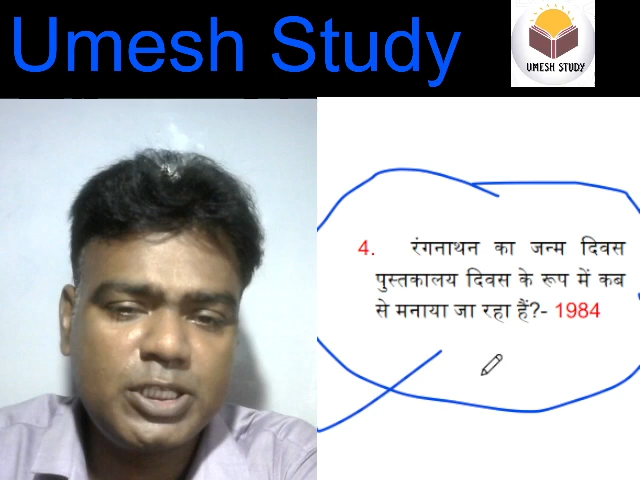 Umesh Study
UMESH STUDY
4. रंगनाथन का जन्म दिवस
पुस्तकालय दिवस के रूप में कब
से मनाया जा रहा हैं?- 1984